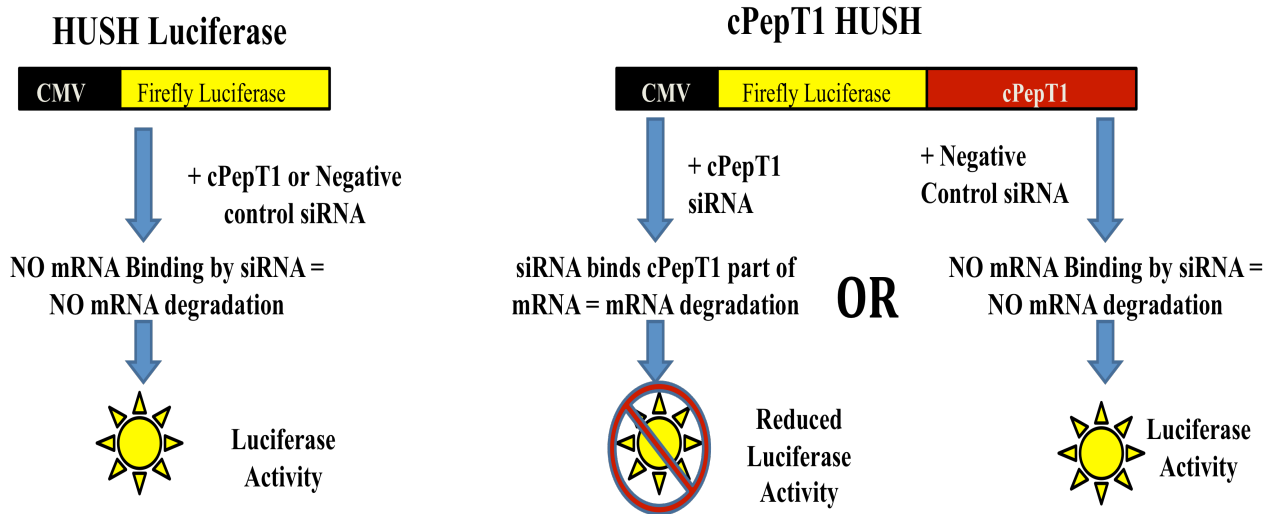 HUSH Luciferase
CMV
Firefly Luciferase
+ cPepT1 or Negative
control siRNA
NO mRNA Binding by siRNA =
NO mRNA degradation
Luciferase
Activity
cPepT1 HUSH
CMV
Firefly Luciferase
cPepT1
+ cPepT1
siRNA
siRNA binds cPepT1 part of
mRNA = mRNA degradation
Reduced
Luciferase
Activity
OR
+ Negative
Control siRNA
NO mRNA Binding by siRNA =
NO mRNA degradation
Luciferase
Activity